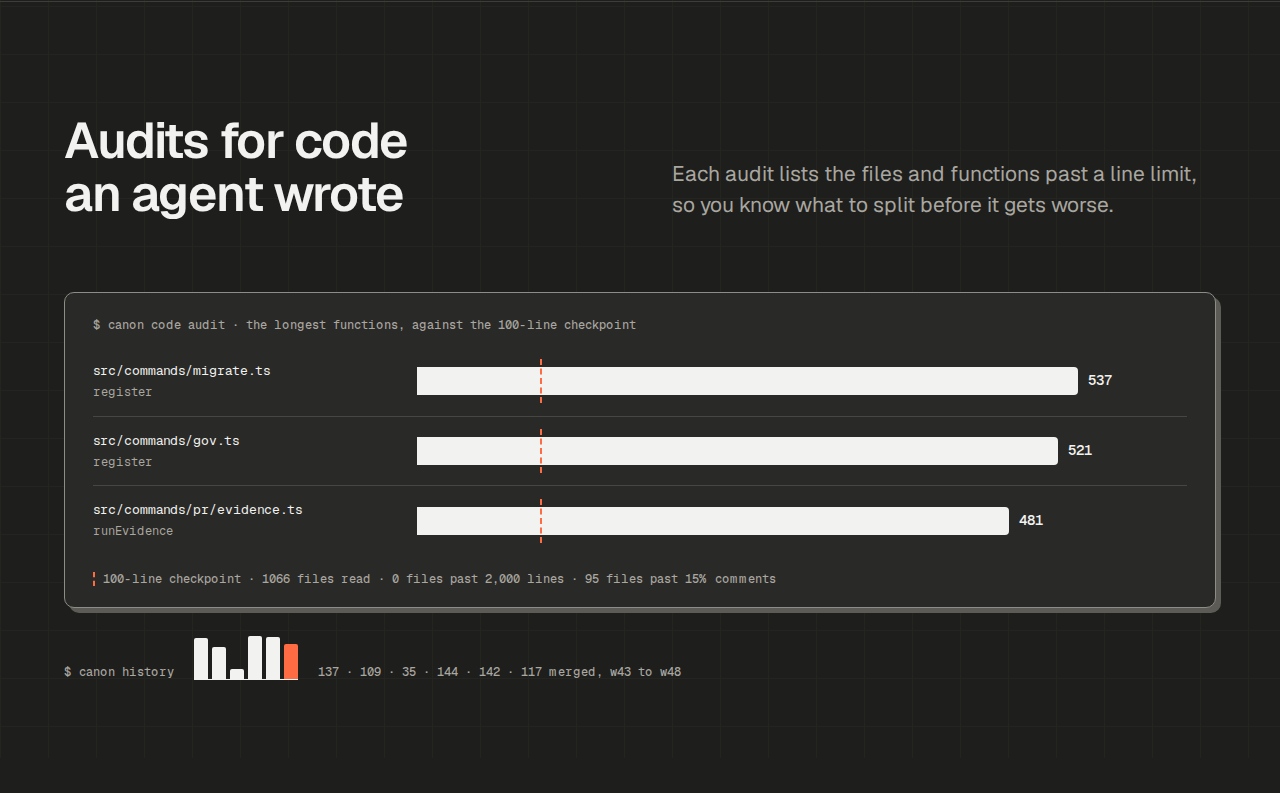 Audits for code
an agent wrote
Each audit lists the files and functions past a line limit,
so you know what to split before it gets worse.
$ canon code audit · the longest functions, against the 100-line checkpoint
src/commands/migrate.ts
register
537
src/commands/gov.ts
register
521
src/commands/pr/evidence.ts
runEvidence
481
100-line checkpoint · 1066 files read · 0 files past 2,000 lines · 95 files past 15% comments
$ canon history
137 · 109 · 35 · 144 · 142 · 117 merged, w43 to w48